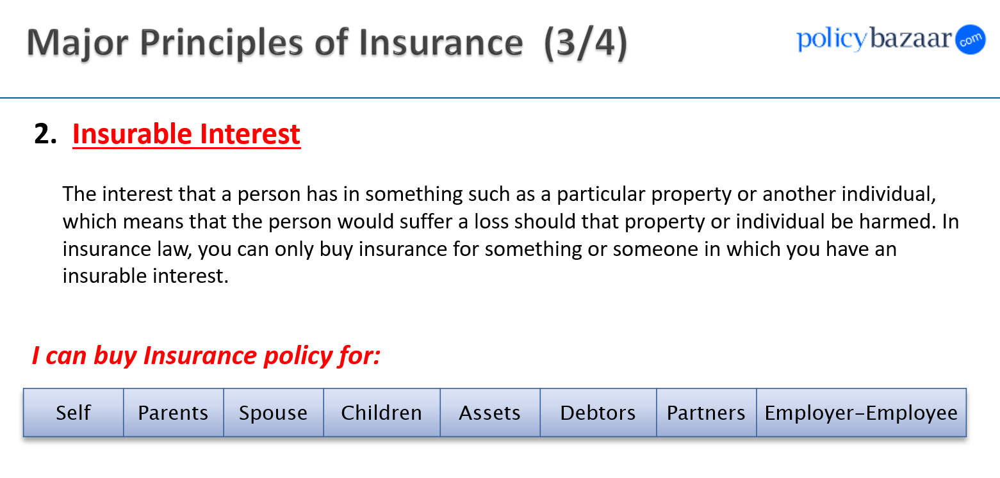 Major Principles of Insurance (3/4)
policybazaar com
2. Insurable Interest
The interest that a person has in something such as a particular property or another individual,
which means that the person would suffer a loss should that property or individual be harmed. In
insurance law, you can only buy insurance for something or someone in which you have an
insurable interest.
I can buy Insurance policy for:
Self Parents Spouse Children Assets Debtors Partners Employer-Employee